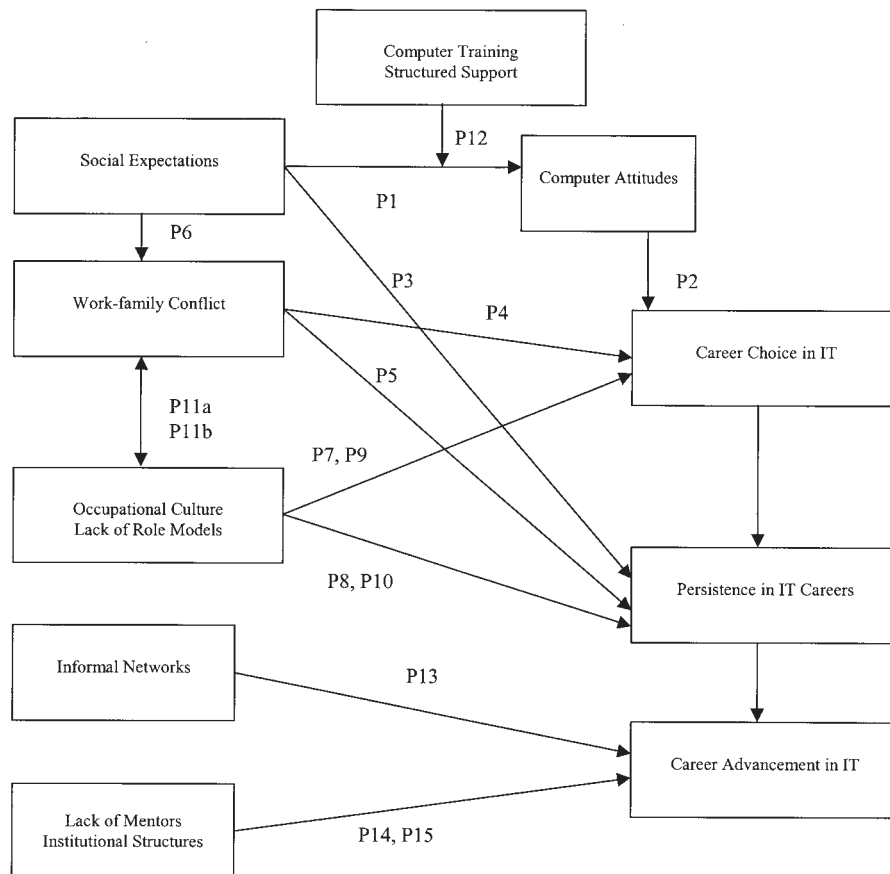 Computer Training
Structured Support
P12
Social Expectations
Computer Attitudes
P1
P6
P3
P2
Work-family Conflict
P4
Career Choice in IT
P5
P11a
P11b
P7, P9
Occupational Culture
Lack of Role Models
P8, P10
Persistence in IT Careers
Informal Networks
P13
Career Advancement in IT
Lack of Mentors
Institutional Structures
P14, P15